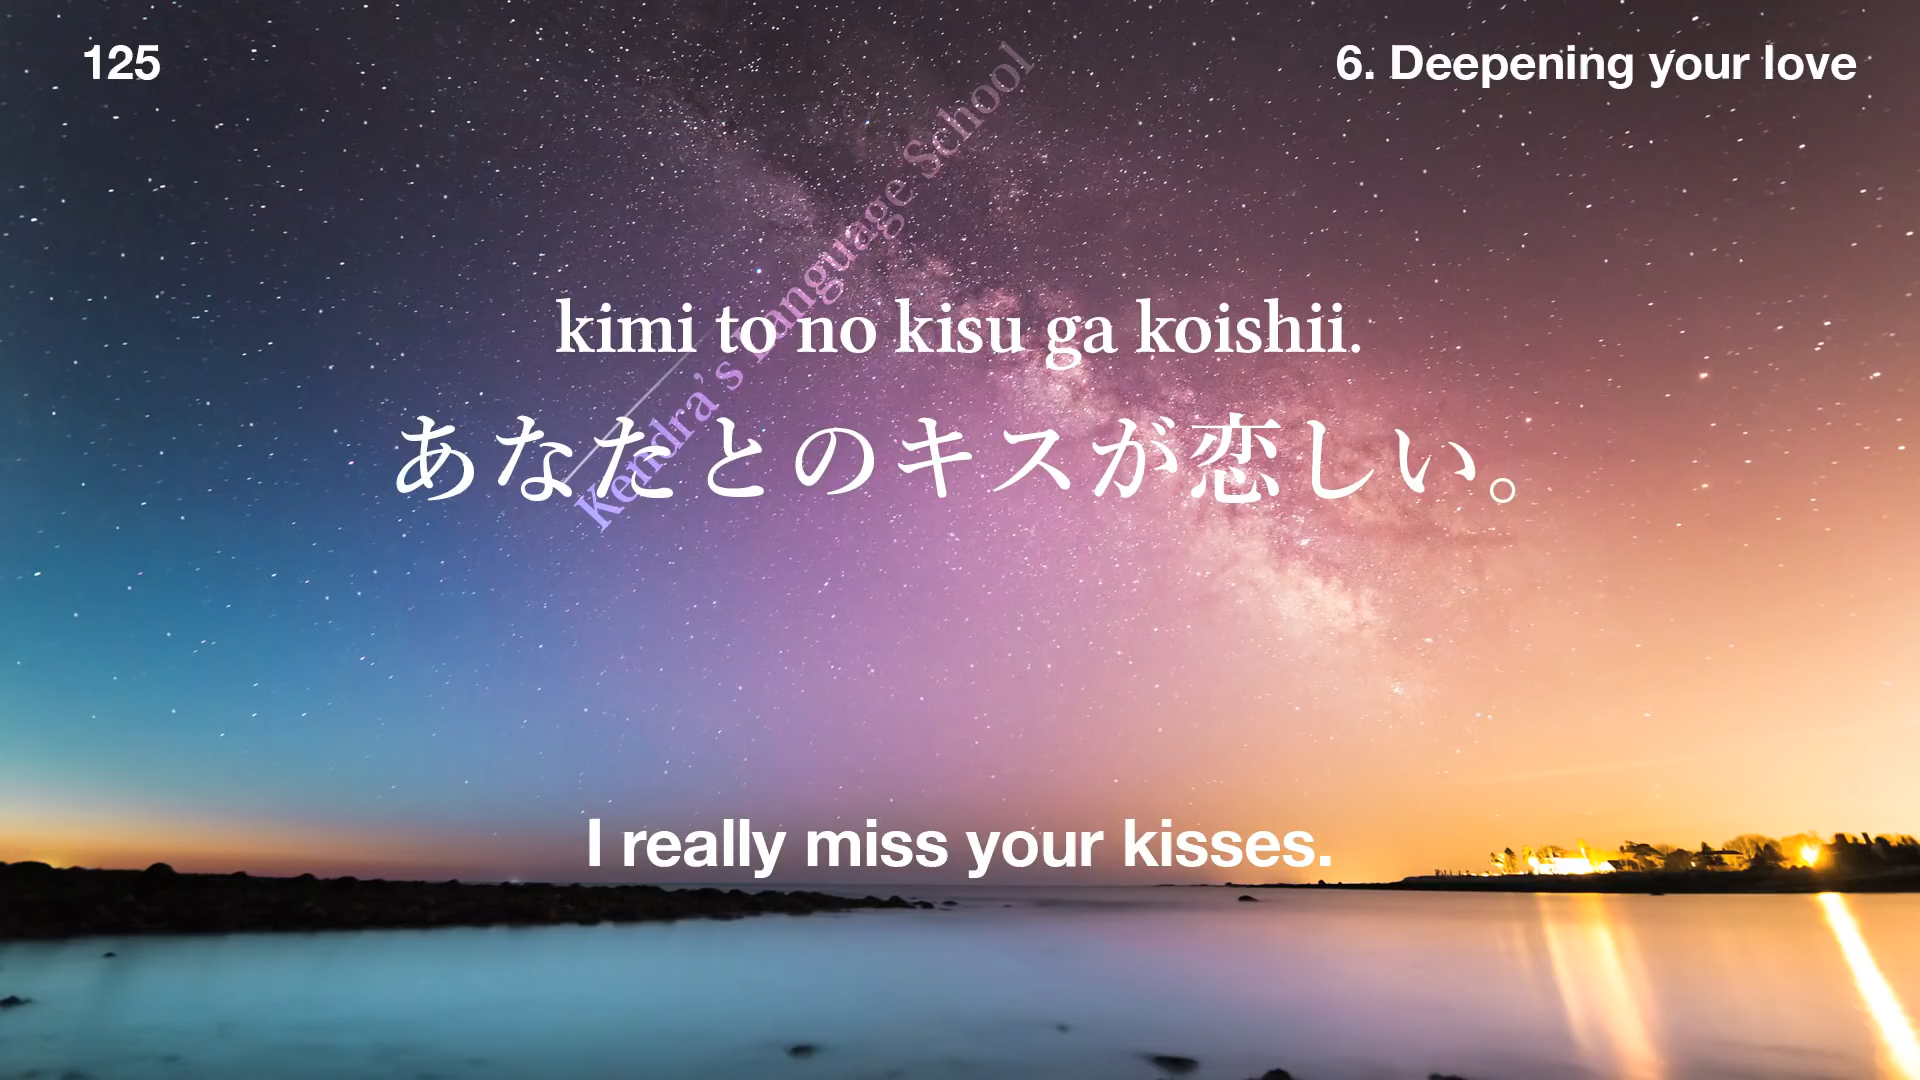 125
6. Deepening your love
Kendra's Language School
kimi to no kisu ga koishii.
あなたとのキスが恋しい。
I really miss your kisses.